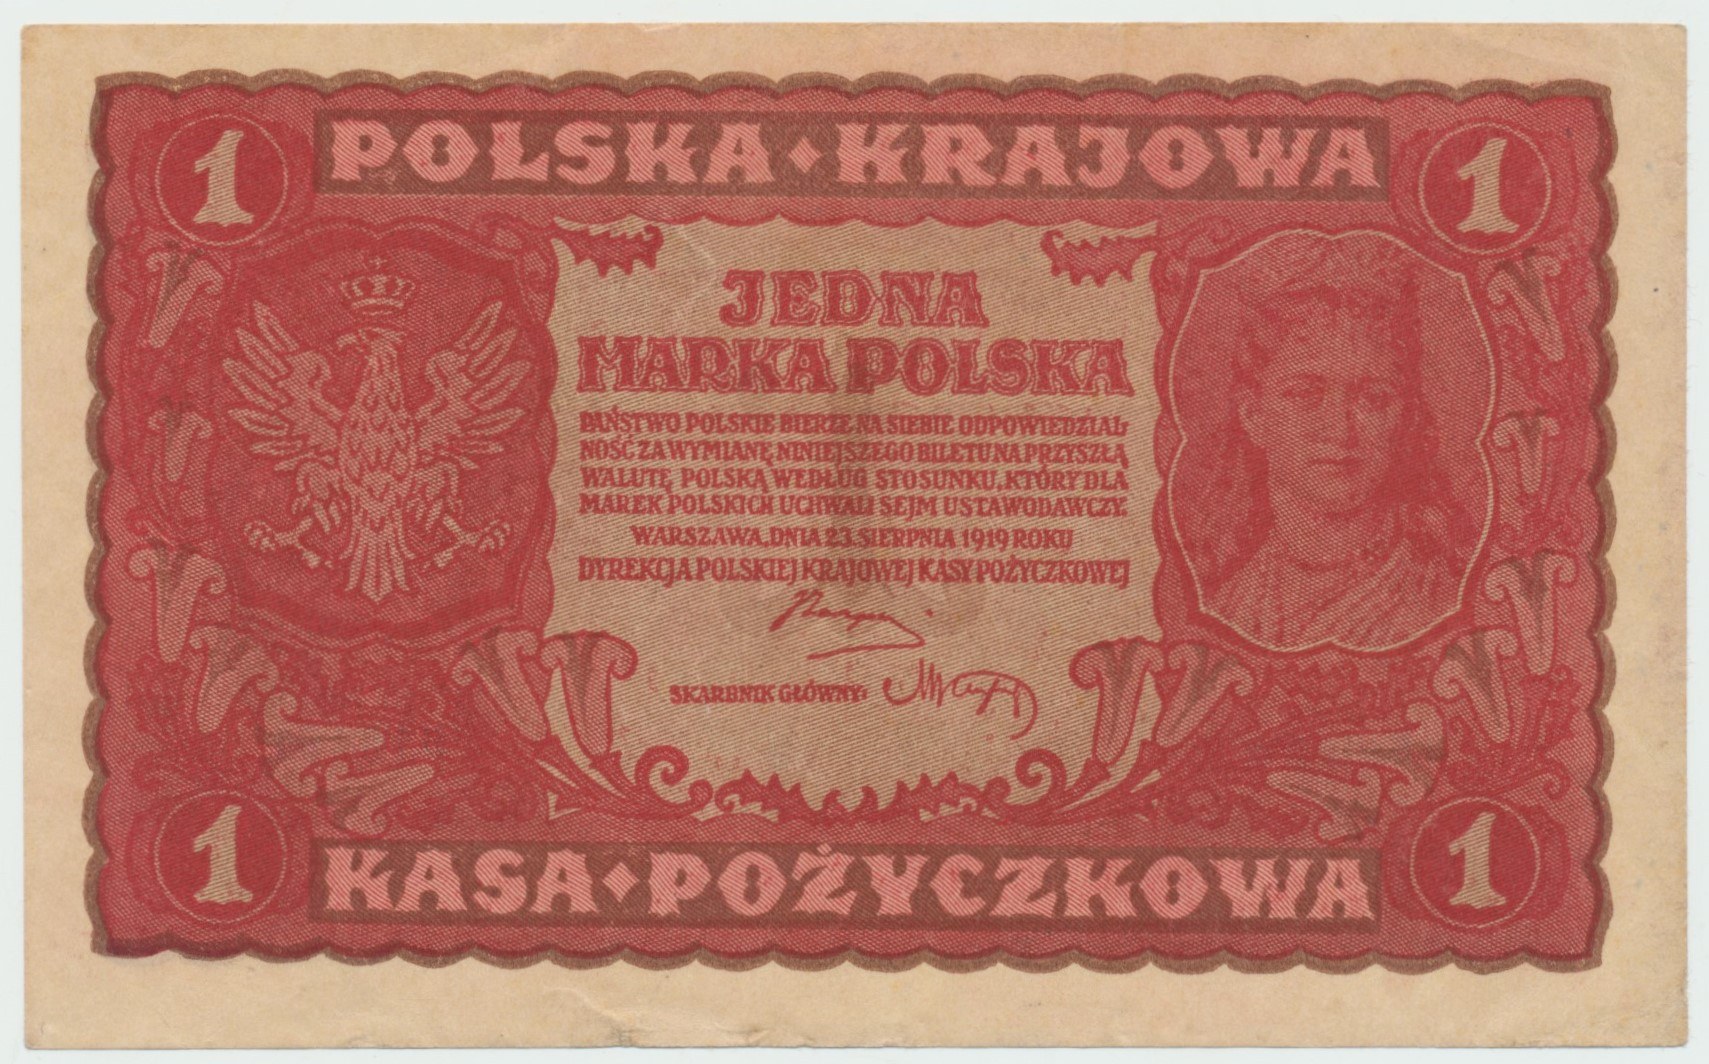 1 POLSKA · KRAJOWA 1
JEDNA
MARKA POLSKA
PAŃSTWO POLSKIE BIERZE NA SIEBIE ODPOWIEDZIAL
NOŚĆ ZA WYMIANĘ NINIEJSZEGO BILETU NA PRZYSZŁĄ
WALUTĘ POLSKĄ WEDŁUG STOSUNKU, KTÓRY DLA
MAREK POLSKICH UCHWALI SEJM USTAWODAWCZY.
WARSZAWA, DNIA 23. SIERPNIA 1919 ROKU
DYREKCJA POLSKIEJ KRAJOWEJ KASY POŻYCZKOWEJ
SKARBNIK GŁÓWNY:
1 KASA · POŻYCZKOWA 1